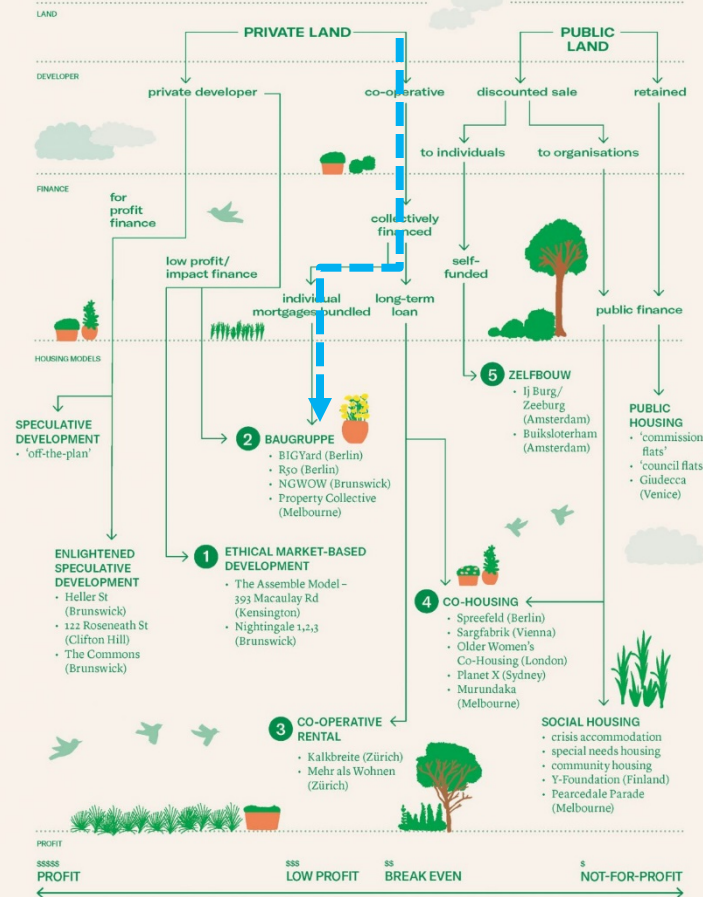 LAND
PRIVATE LAND
PUBLIC
LAND
DEVELOPER
private developer
co-operative
discounted sale
retained
to individuals
to organisations
FINANCE
for
profit
finance
collectively
financed
low profit/
impact finance
self-
funded
individual
mortgages bundled
long-term
loan
public finance
HOUSING MODELS
SPECULATIVE
DEVELOPMENT
• 'off-the-plan'
2 BAUGRUPPE
• BIGYard (Berlin)
• R50 (Berlin)
• NGWOW (Brunswick)
• Property Collective
(Melbourne)
5 ZELFBOUW
• Ij Burg/
Zeeburg
(Amsterdam)
• Buiksloterham
(Amsterdam)
PUBLIC
HOUSING
• 'commission
flats'
• 'council flats
• Giudecca
(Venice)
ENLIGHTENED
SPECULATIVE
DEVELOPMENT
• Heller St
(Brunswick)
• 122 Roseneath St
(Clifton Hill)
• The Commons
(Brunswick)
1 ETHICAL MARKET-BASED
DEVELOPMENT
• The Assemble Model –
393 Macaulay Rd
(Kensington)
• Nightingale 1,2,3
(Brunswick)
4 CO-HOUSING
• Spreefeld (Berlin)
• Sargfabrik (Vienna)
• Older Women's
Co-Housing (London)
• Planet X (Sydney)
• Murundaka
(Melbourne)
3 CO-OPERATIVE
RENTAL
• Kalkbreite (Zürich)
• Mehr als Wohnen
(Zürich)
SOCIAL HOUSING
• crisis accommodation
• special needs housing
• community housing
• Y-Foundation (Finland)
• Pearcedale Parade
(Melbourne)
PROFIT
$$$$$
PROFIT
$$$
LOW PROFIT
$$
BREAK EVEN
$
NOT-FOR-PROFIT